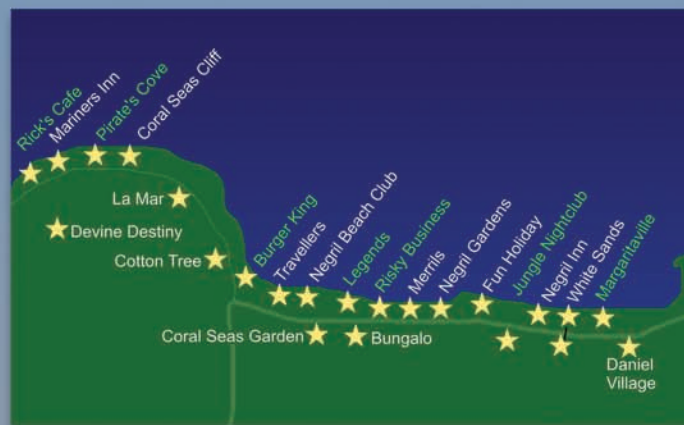 Rick's Cafe
Mariners Inn
Pirate's Cove
Coral Seas Cliff
La Mar
Devine Destiny
Cotton Tree
Burger King
Travellers
Negril Beach Club
Legends
Risky Business
Merrils
Negril Gardens
Fun Holiday
Jungle Nightclub
Negril Inn
White Sands
Margaritaville
Coral Seas Garden
Bungalo
Daniel
Village